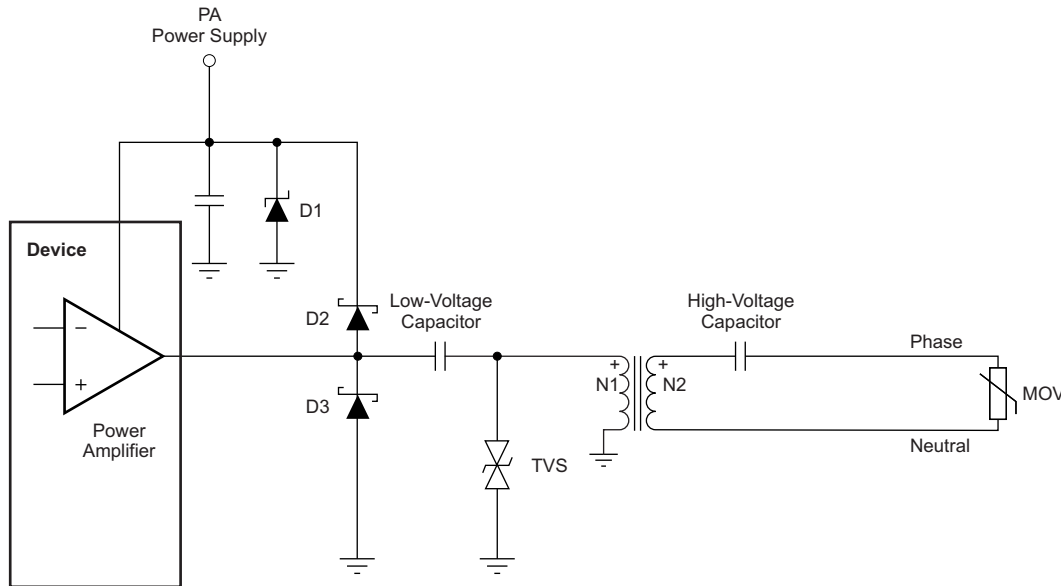 PA
Power Supply
D1
Device
D2
Low-Voltage
Capacitor
High-Voltage
Capacitor
−
+
D3
Power
Amplifier
+
N1
+
N2
Phase
MOV
Neutral
TVS